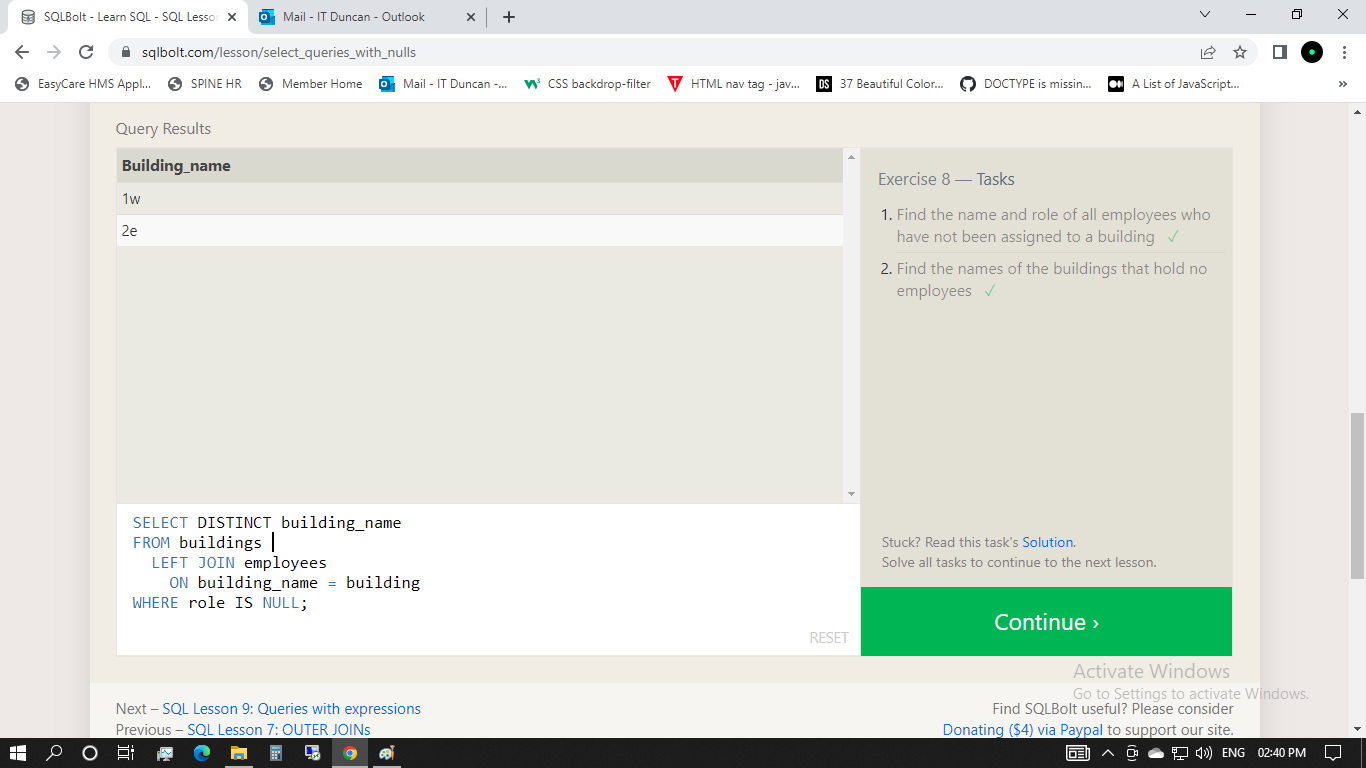 SQLBolt - Learn SQL - SQL Lesson
Mail - IT Duncan - Outlook
sqlbolt.com/lesson/select_queries_with_nulls
EasyCare HMS Appl...
SPINE HR
Member Home
Mail - IT Duncan -...
CSS backdrop-filter
HTML nav tag - jav...
DS
37 Beautiful Color...
DOCTYPE is missin...
A List of JavaScript...
»
Query Results
Building_name
1w
2e
Exercise 8 — Tasks
1. Find the name and role of all employees who
have not been assigned to a building ✓
2. Find the names of the buildings that hold no
employees ✓
SELECT DISTINCT building_name
FROM buildings
LEFT JOIN employees
ON building_name = building
WHERE role IS NULL;
RESET
Stuck? Read this task's Solution.
Solve all tasks to continue to the next lesson.
Continue ›
Activate Windows
Go to Settings to activate Windows.
Next – SQL Lesson 9: Queries with expressions
Previous – SQL Lesson 7: OUTER JOINs
Find SQLBolt useful? Please consider
Donating ($4) via Paypal to support our site.
ENG
02:40 PM